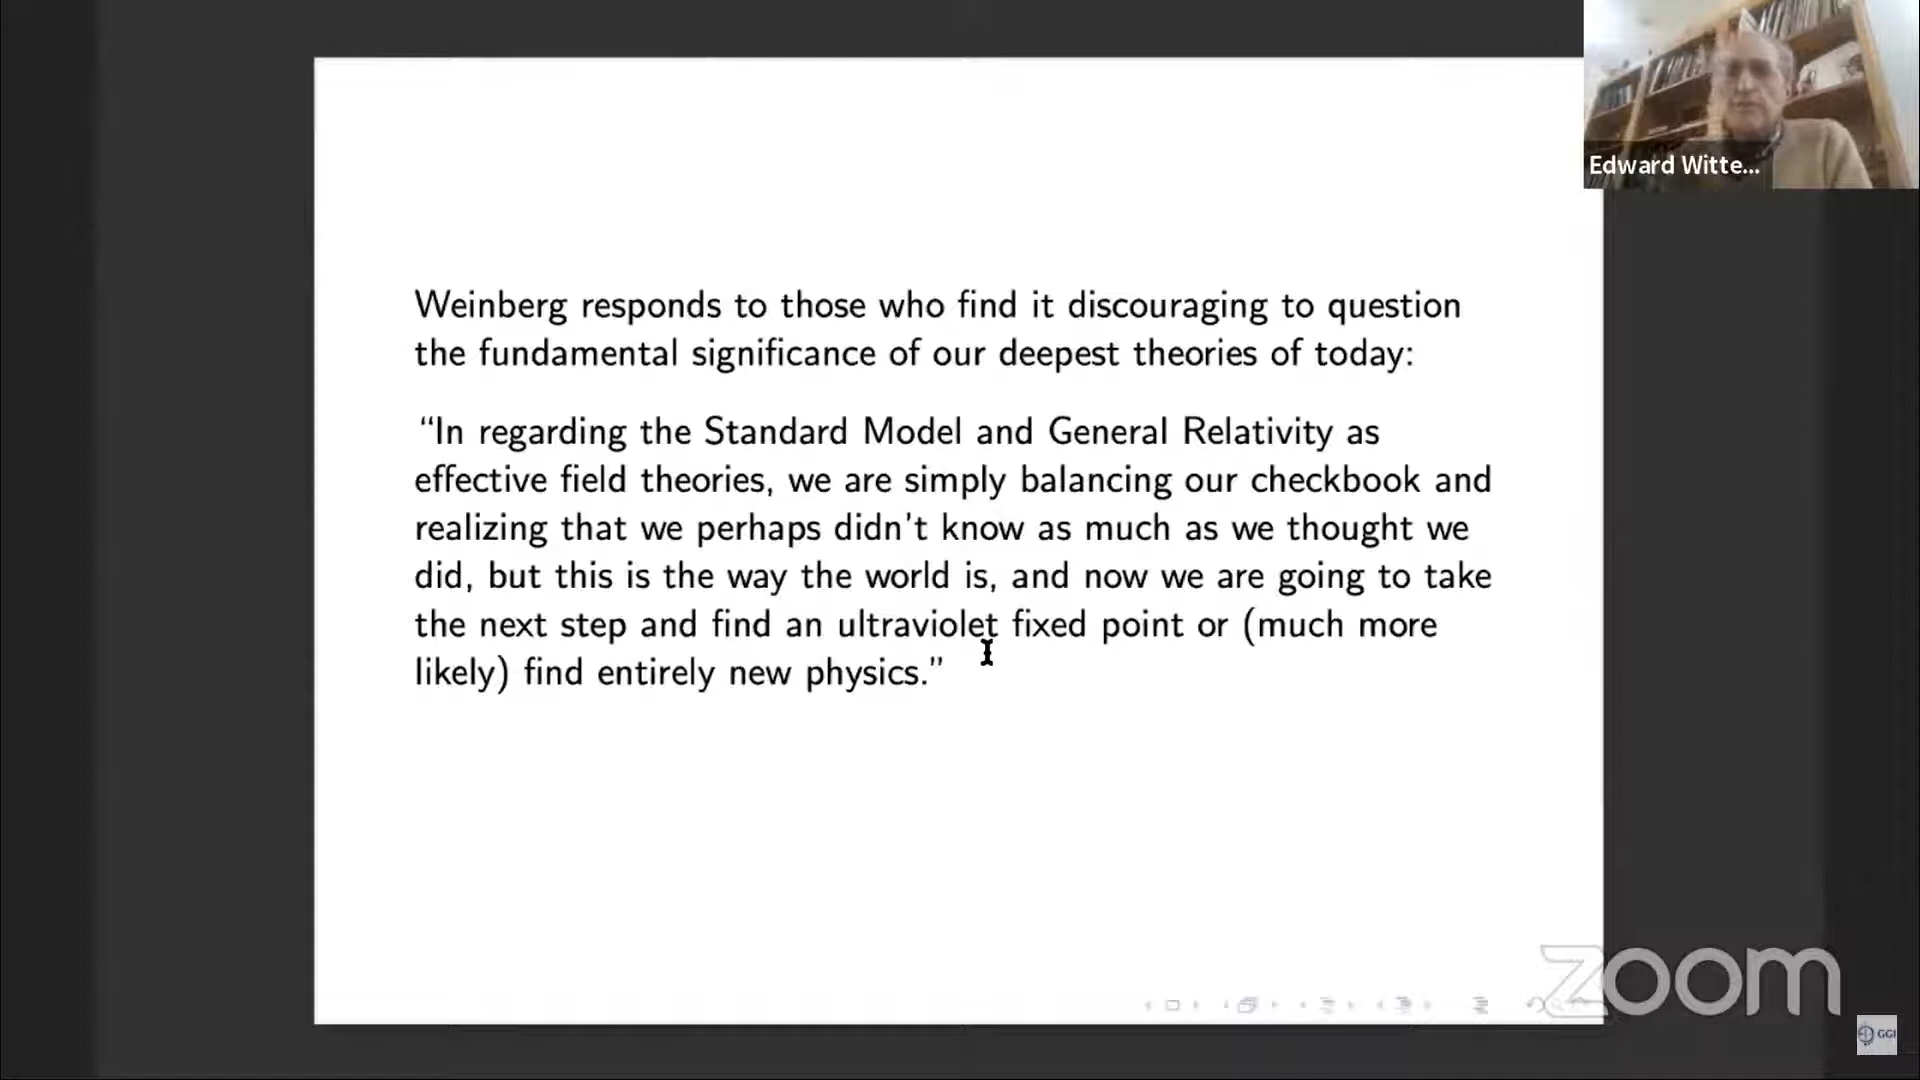 Edward Witte...
Weinberg responds to those who find it discouraging to question
the fundamental significance of our deepest theories of today:
“In regarding the Standard Model and General Relativity as
effective field theories, we are simply balancing our checkbook and
realizing that we perhaps didn’t know as much as we thought we
did, but this is the way the world is, and now we are going to take
the next step and find an ultraviolet fixed point or (much more
likely) find entirely new physics.”
zoom
GGI